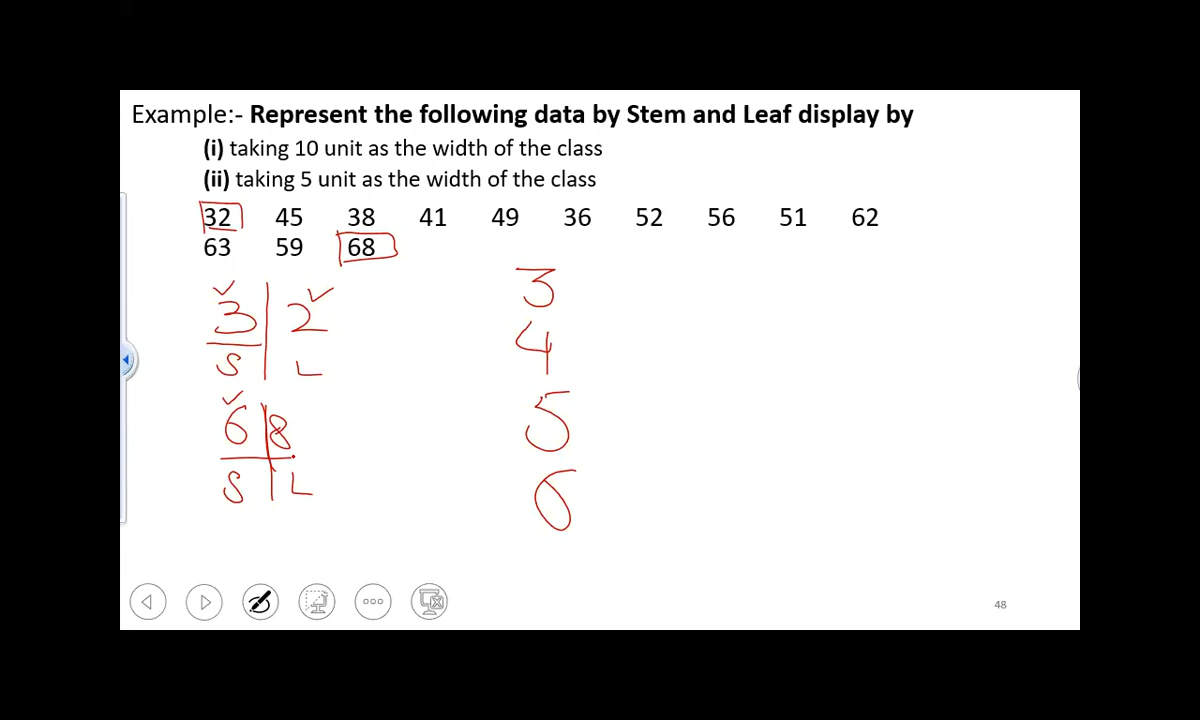 Example:- Represent the following data by Stem and Leaf display by
(i) taking 10 unit as the width of the class
(ii) taking 5 unit as the width of the class
32 45 38 41 49 36 52 56 51 62
63 59 68
3 | 2
S | L
6 | 8
S | L
3
4
5
6
48